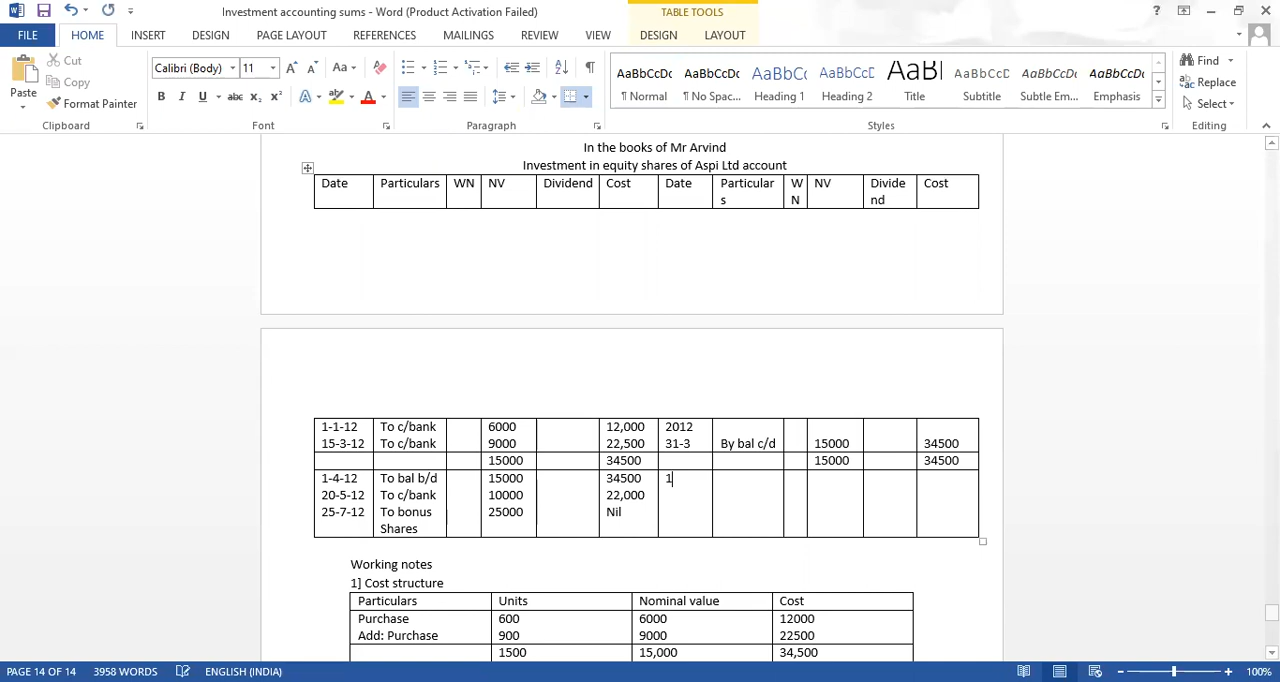 Investment accounting sums - Word (Product Activation Failed)
TABLE TOOLS
FILE HOME INSERT DESIGN PAGE LAYOUT REFERENCES MAILINGS REVIEW VIEW DESIGN LAYOUT
Paste Cut Copy Format Painter
Clipboard
Calibri (Body) 11
Font
Paragraph
AaBbCcDc AaBbCcDc AaBbCc AaBbCcD AaBl AaBbCcD AaBbCcDc AaBbCcDc
¶ Normal ¶ No Spac... Heading 1 Heading 2 Title Subtitle Subtle Em... Emphasis
Styles
Find
Replace
Select
Editing
In the books of Mr Arvind
Investment in equity shares of Aspi Ltd account
Date Particulars WN NV Dividend Cost Date Particular W NV Divide Cost
s N nd
1-1-12 To c/bank 6000 12,000 2012
15-3-12 To c/bank 9000 22,500 31-3 By bal c/d 15000 34500
15000 34500 15000 34500
1-4-12 To bal b/d 15000 34500 1
20-5-12 To c/bank 10000 22,000
25-7-12 To bonus 25000 Nil
Shares
Working notes
1] Cost structure
Particulars Units Nominal value Cost
Purchase 600 6000 12000
Add: Purchase 900 9000 22500
1500 15,000 34,500
PAGE 14 OF 14 3958 WORDS ENGLISH (INDIA) 100%